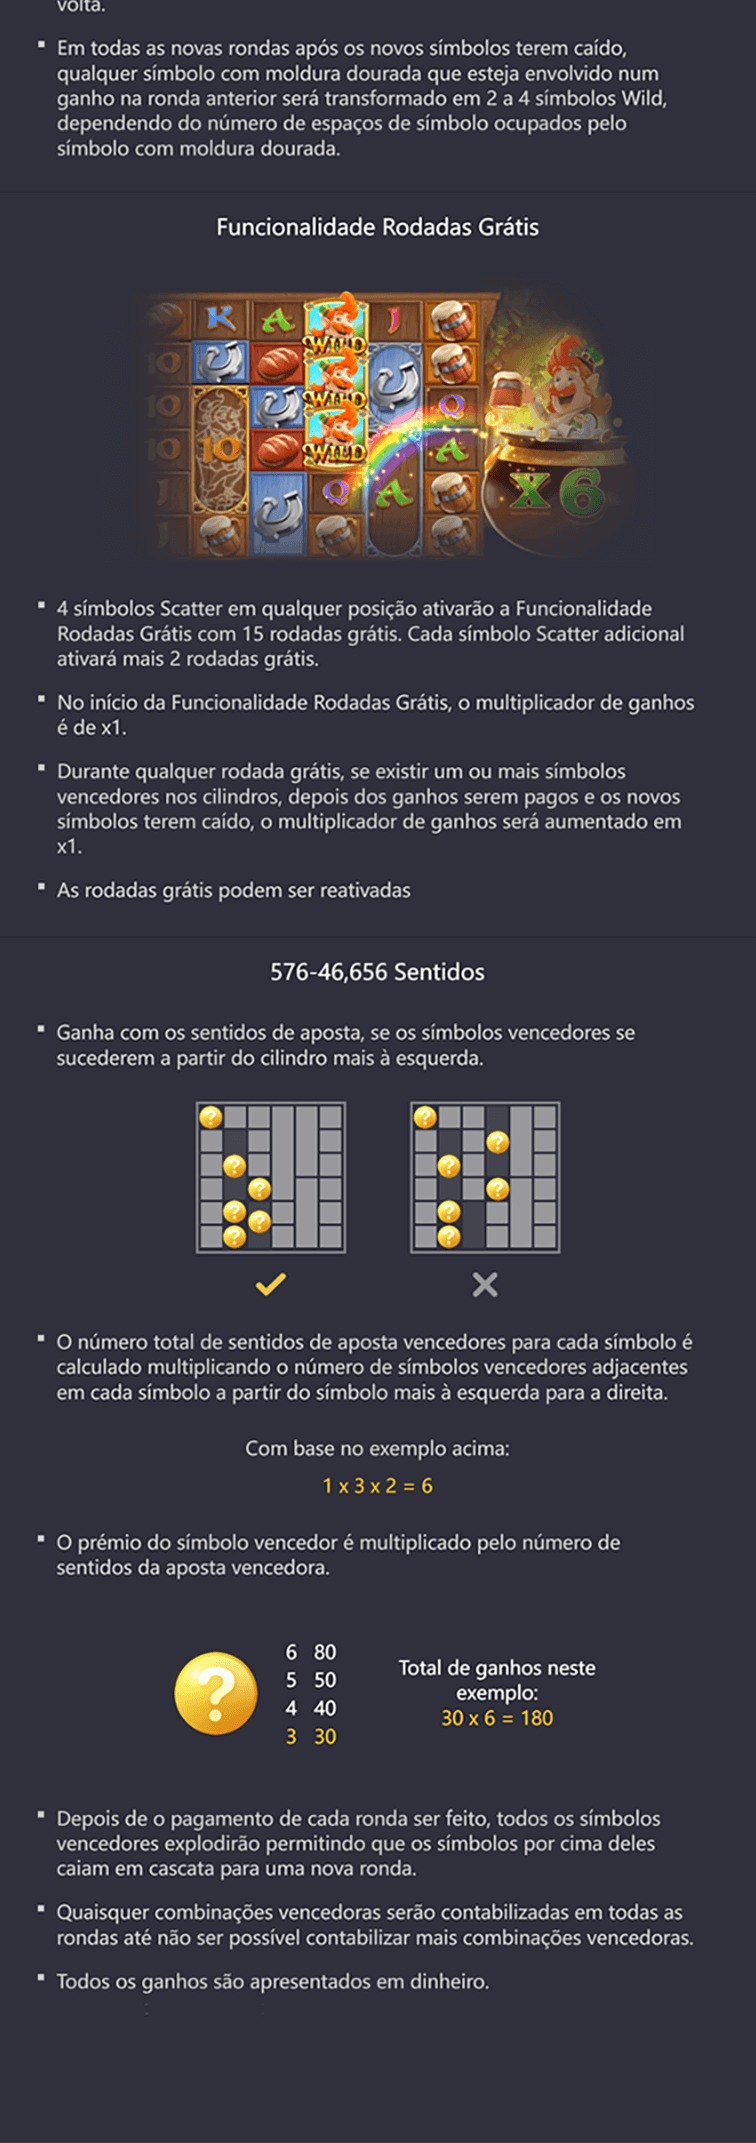 volta.
Em todas as novas rondas após os novos símbolos terem caído,
qualquer símbolo com moldura dourada que esteja envolvido num
ganho na ronda anterior será transformado em 2 a 4 símbolos Wild,
dependendo do número de espaços de símbolo ocupados pelo
símbolo com moldura dourada.
Funcionalidade Rodadas Grátis
K A J
WILD
10
WILD
10 Q
10 10 WILD A
J Q A x6
J
4 símbolos Scatter em qualquer posição ativarão a Funcionalidade
Rodadas Grátis com 15 rodadas grátis. Cada símbolo Scatter adicional
ativará mais 2 rodadas grátis.
No início da Funcionalidade Rodadas Grátis, o multiplicador de ganhos
é de x1.
Durante qualquer rodada grátis, se existir um ou mais símbolos
vencedores nos cilindros, depois dos ganhos serem pagos e os novos
símbolos terem caído, o multiplicador de ganhos será aumentado em
x1.
As rodadas grátis podem ser reativadas
576-46,656 Sentidos
Ganha com os sentidos de aposta, se os símbolos vencedores se
sucederem a partir do cilindro mais à esquerda.
? ?
?
? ?
? ?
? ?
?
? ?
O número total de sentidos de aposta vencedores para cada símbolo é
calculado multiplicando o número de símbolos vencedores adjacentes
em cada símbolo a partir do símbolo mais à esquerda para a direita.
Com base no exemplo acima:
1 x 3 x 2 = 6
O prémio do símbolo vencedor é multiplicado pelo número de
sentidos da aposta vencedora.
?
6 80
5 50
4 40
3 30
Total de ganhos neste
exemplo:
30 x 6 = 180
Depois de o pagamento de cada ronda ser feito, todos os símbolos
vencedores explodirão permitindo que os símbolos por cima deles
caiam em cascata para uma nova ronda.
Quaisquer combinações vencedoras serão contabilizadas em todas as
rondas até não ser possível contabilizar mais combinações vencedoras.
Todos os ganhos são apresentados em dinheiro.